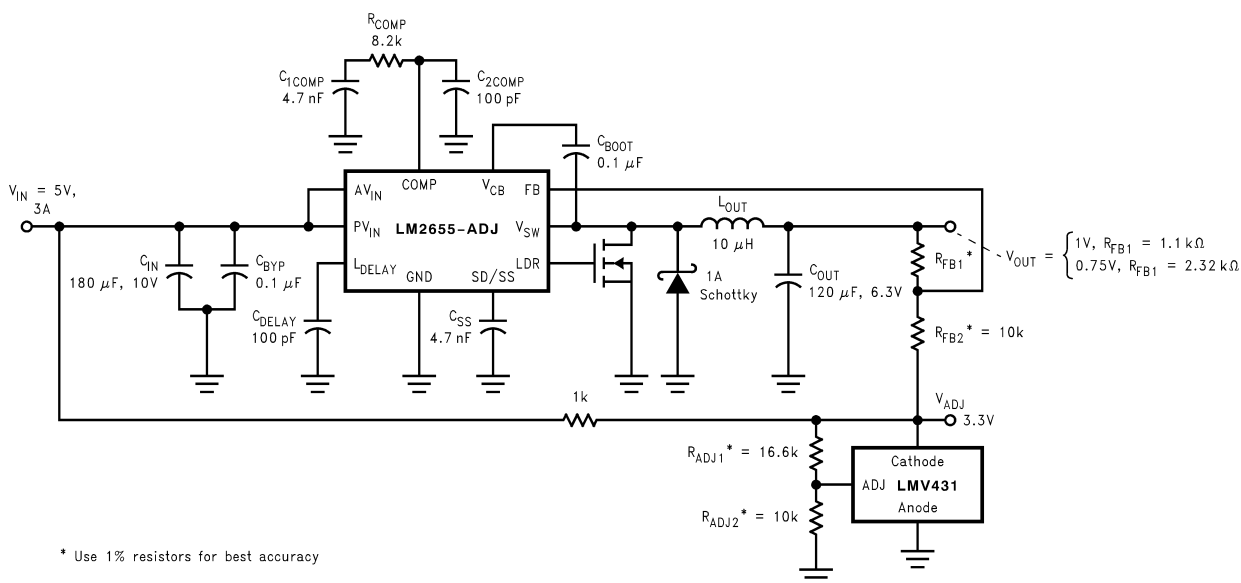 R_COMP
8.2k
C_1COMP
4.7 nF
C_2COMP
100 pF
C_BOOT
0.1 μF
V_IN = 5V,
3A
AV_IN
COMP
V_CB
FB
PV_IN
LM2655-ADJ
V_SW
L_DELAY
LDR
GND
SD/SS
L_OUT
10 μH
C_IN
180 μF, 10V
C_BYP
0.1 μF
C_DELAY
100 pF
C_SS
4.7 nF
1A
Schottky
C_OUT
120 μF, 6.3V
R_FB1*
V_OUT = { 1V, R_FB1 = 1.1 kΩ
0.75V, R_FB1 = 2.32 kΩ
R_FB2* = 10k
1k
V_ADJ
3.3V
R_ADJ1* = 16.6k
R_ADJ2* = 10k
Cathode
ADJ LMV431
Anode
* Use 1% resistors for best accuracy